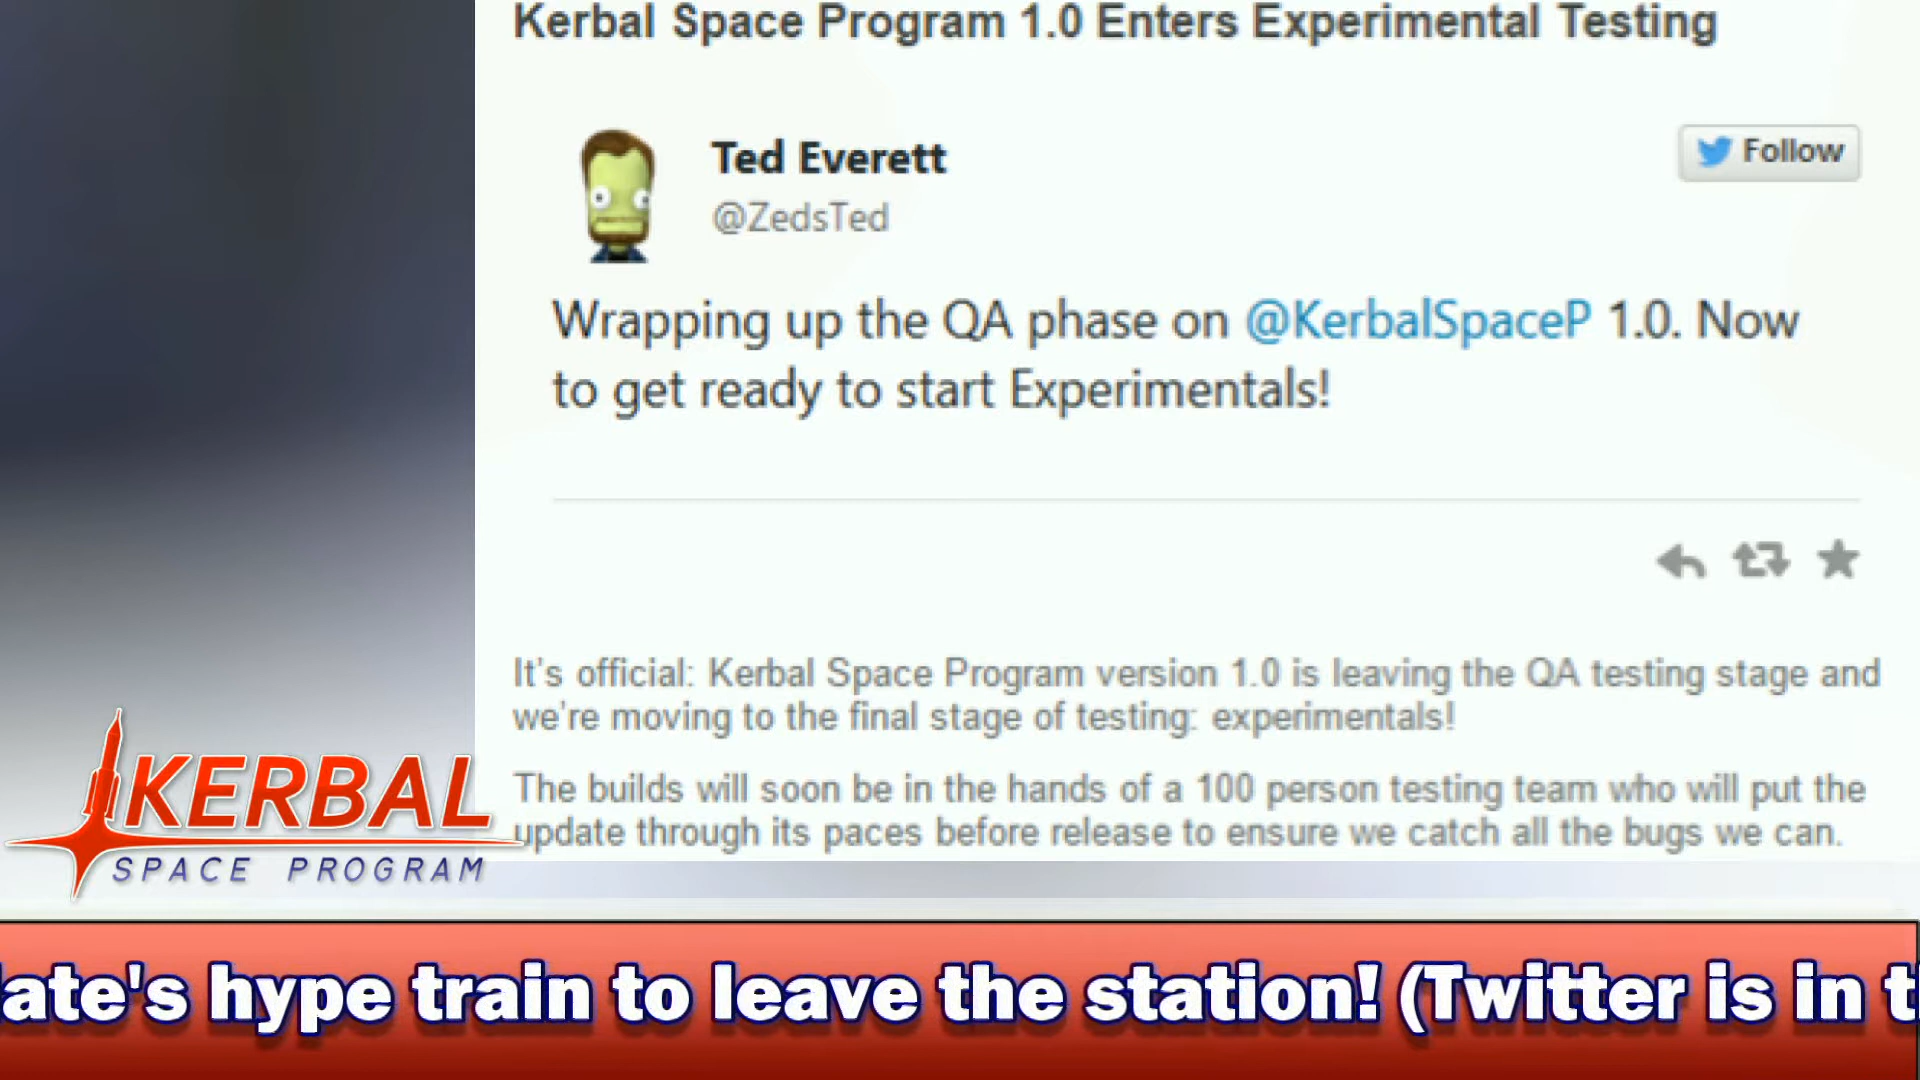 Kerbal Space Program 1.0 Enters Experimental Testing
Ted Everett
Follow
@ZedsTed
Wrapping up the QA phase on @KerbalSpaceP 1.0. Now
to get ready to start Experimentals!
It's official: Kerbal Space Program version 1.0 is leaving the QA testing stage and
we're moving to the final stage of testing: experimentals!
The builds will soon be in the hands of a 100 person testing team who will put the
update through its paces before release to ensure we catch all the bugs we can.
KERBAL
SPACE PROGRAM
hype train to leave the station! (Twitter is in